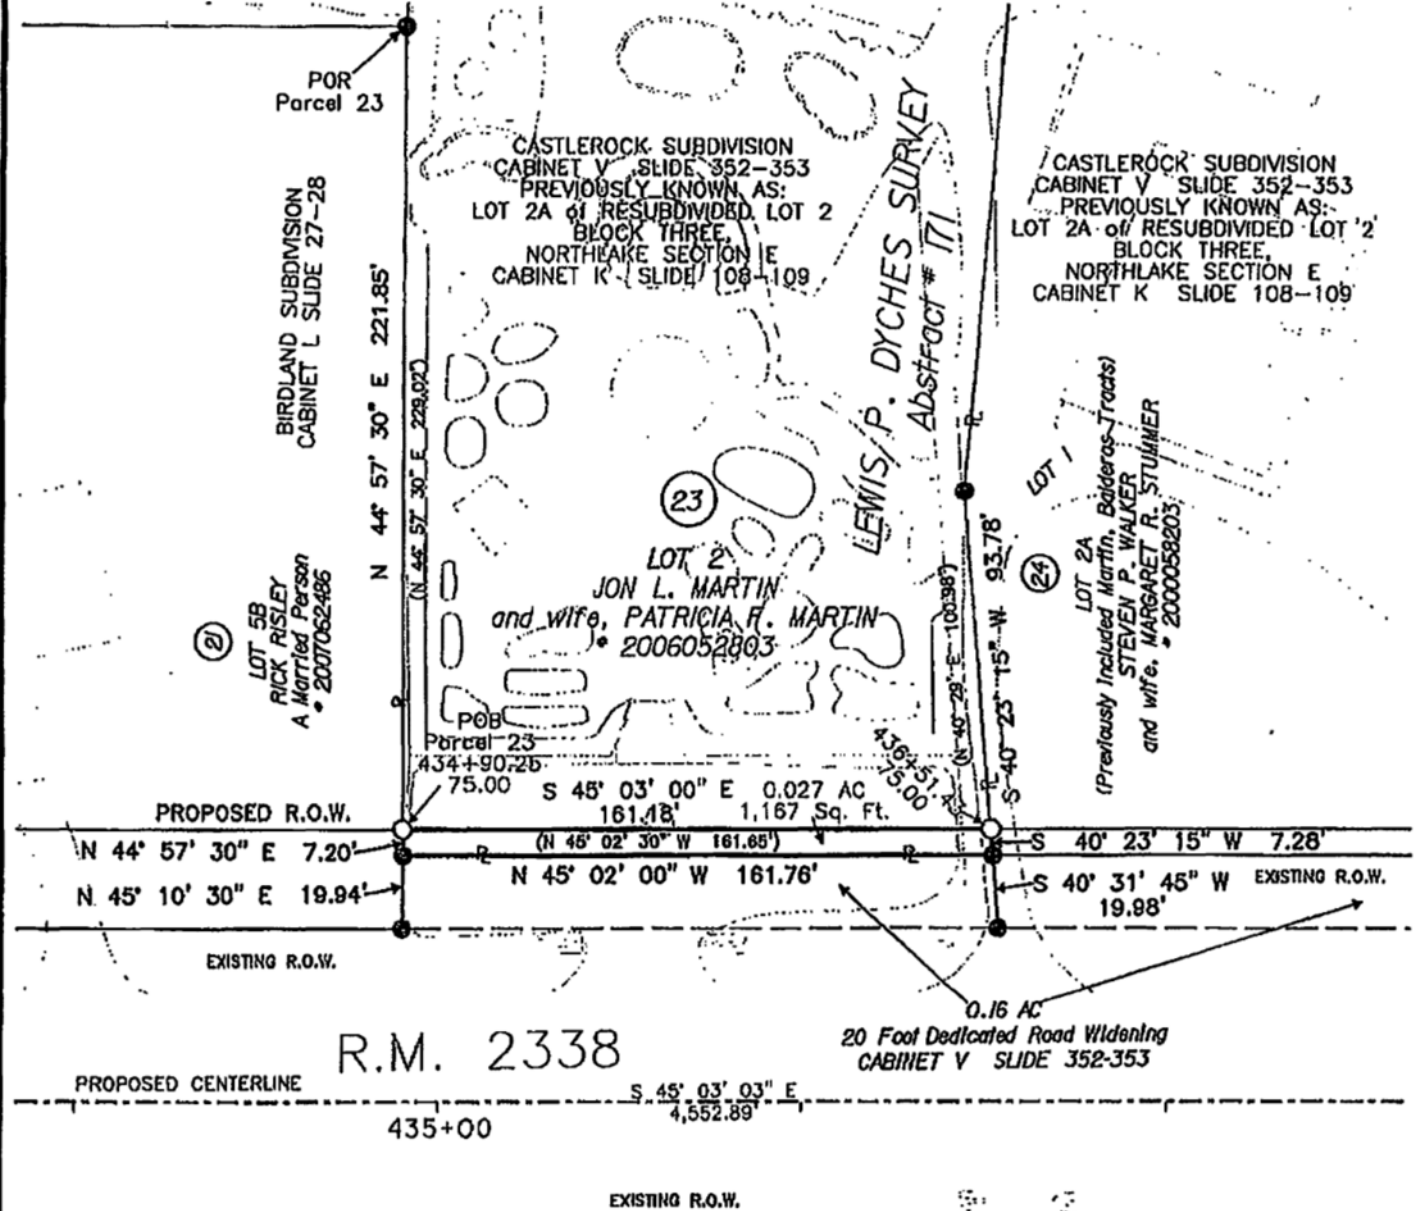 POR
Parcel 23
CASTLEROCK SUBDIVISION
CABINET V SLIDE 352-353
PREVIOUSLY KNOWN AS:
LOT 2A of RESUBDIVIDED LOT 2
BLOCK THREE,
NORTHLAKE SECTION E
CABINET K SLIDE 108-109
LEWIS P. DYCHES SURVEY
Abstract # 171
CASTLEROCK SUBDIVISION
CABINET V SLIDE 352-353
PREVIOUSLY KNOWN AS:
LOT 2A of RESUBDIVIDED LOT 2
BLOCK THREE,
NORTHLAKE SECTION E
CABINET K SLIDE 108-109
BIRDLAND SUBDIVISION
CABINET L SLIDE 27-28
N 44° 57' 30" E 221.85'
(N 44° 57' 30" E 229.02')
23
LOT 2
JON L. MARTIN
and wife, PATRICIA R. MARTIN
* 2006052803
21
LOT 5B
RICK RISLEY
A Married Person
* 2007062486
24
LOT 1
LOT 2A
(Previously Included Martin, Balderas Tracts)
STEVEN P. WALKER
and wife, MARGARET R. STUMMER
* 2000058203
S 40° 23' 15" W 93.78'
(N 40° 29' E 100.98')
POB
Parcel 23
434+90.26
75.00
75.00
S 45° 03' 00" E 0.027 AC
161.18' 1,167 Sq. Ft.
PROPOSED R.O.W.
(N 45° 02' 30" W 161.65')
N 44° 57' 30" E 7.20'
S 40° 23' 15" W 7.28'
N 45° 02' 00" W 161.76'
N 45° 10' 30" E 19.94'
S 40° 31' 45" W
19.98'
EXISTING R.O.W.
EXISTING R.O.W.
0.16 AC
20 Foot Dedicated Road Widening
CABINET V SLIDE 352-353
R.M. 2338
PROPOSED CENTERLINE
S 45° 03' 03" E
4,552.89'
435+00
EXISTING R.O.W.